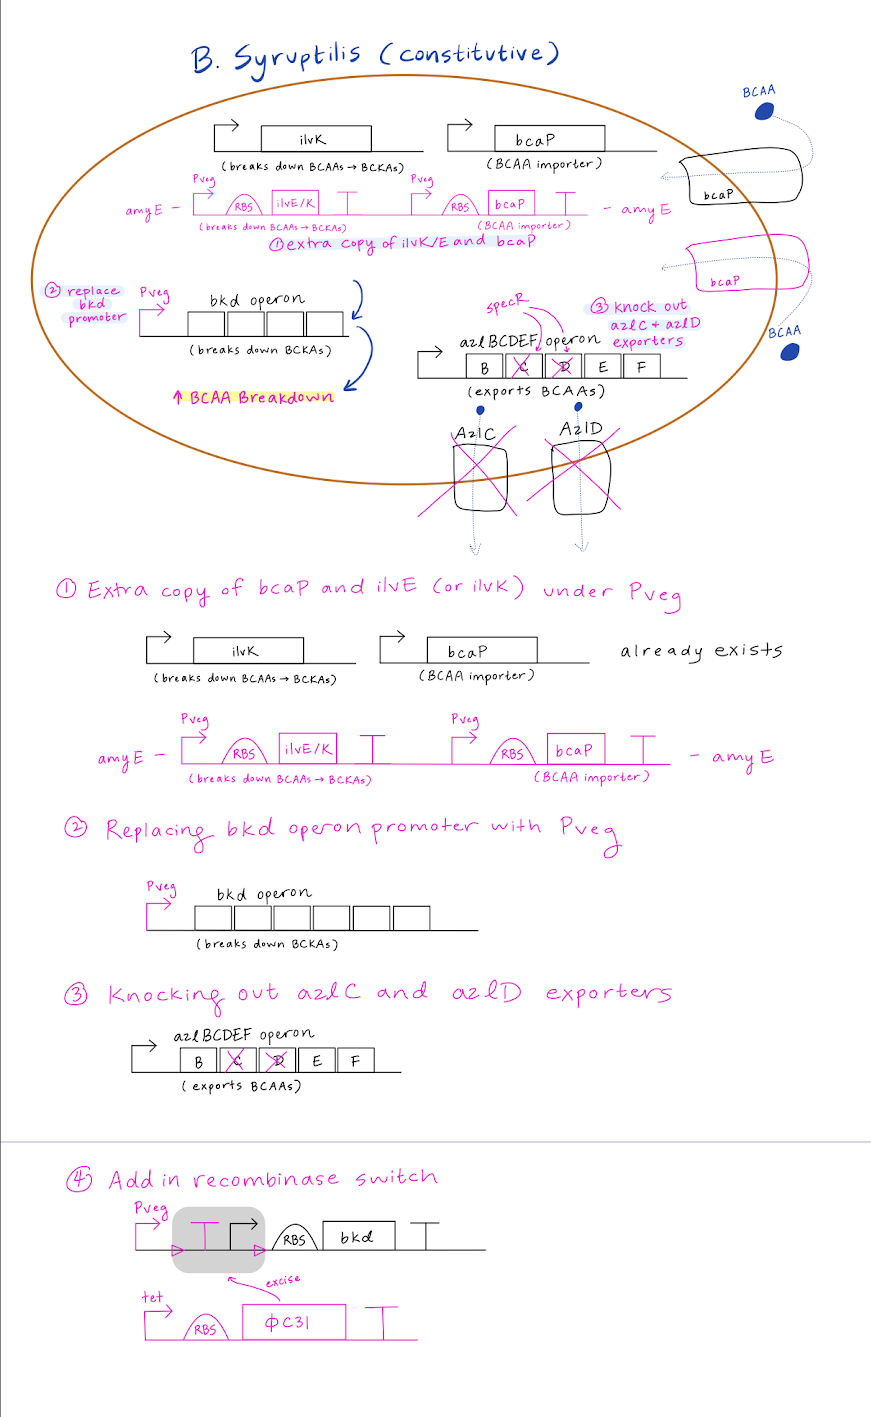 B. Syruptilis (constitutive)
BCAA
ilvK
bcaP
(breaks down BCAAs → BCKAs)
(BCAA importer)
bcaP
Pveg
Pveg
amyE -
RBS
ilvE/K
RBS
bcaP
- amyE
(breaks down BCAAs → BCKAs)
(BCAA importer)
① extra copy of ilvK/E and bcaP
bcaP
② replace
bkd
promoter
Pveg
bkd operon
(breaks down BCKAs)
↑ BCAA Breakdown
specR
③ knock out
azlC + azlD
exporters
BCAA
azlBCDEF operon
B C D E F
(exports BCAAs)
AzlC
AzlD
① Extra copy of bcaP and ilvE (or ilvK) under Pveg
ilvK
bcaP
already exists
(breaks down BCAAs → BCKAs)
(BCAA importer)
Pveg
Pveg
amyE -
RBS
ilvE/K
RBS
bcaP
- amyE
(breaks down BCAAs → BCKAs)
(BCAA importer)
② Replacing bkd operon promoter with Pveg
Pveg
bkd operon
(breaks down BCKAs)
③ Knocking out azlC and azlD exporters
azlBCDEF operon
B C D E F
(exports BCAAs)
④ Add in recombinase switch
Pveg
RBS
bkd
excise
tet
RBS
ϕC31